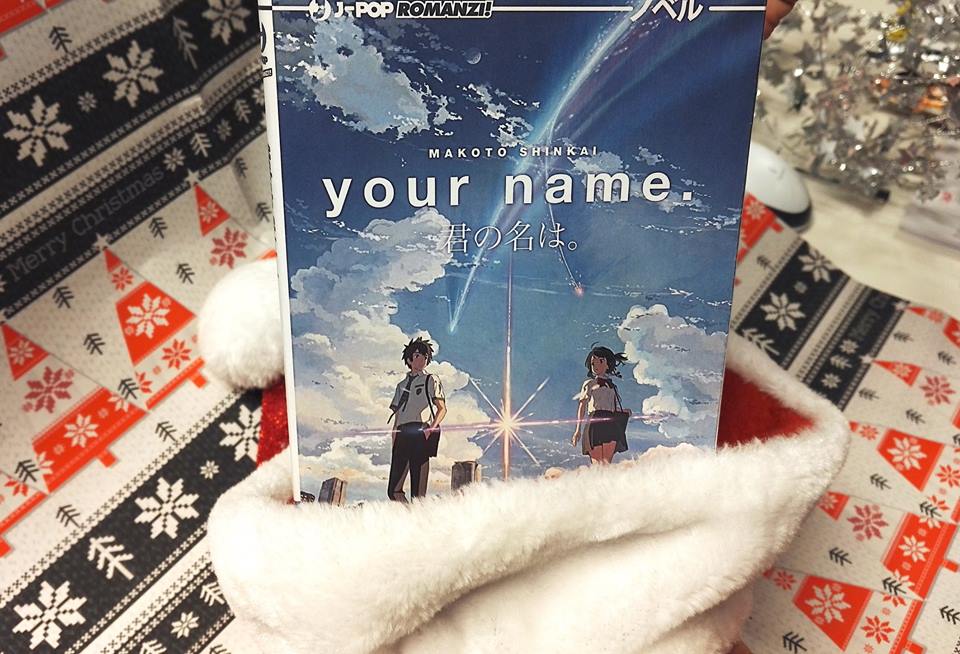 J-POP ROMANZI!
ノベル
MAKOTO SHINKAI
your name.
君の名は。
Merry Christmas